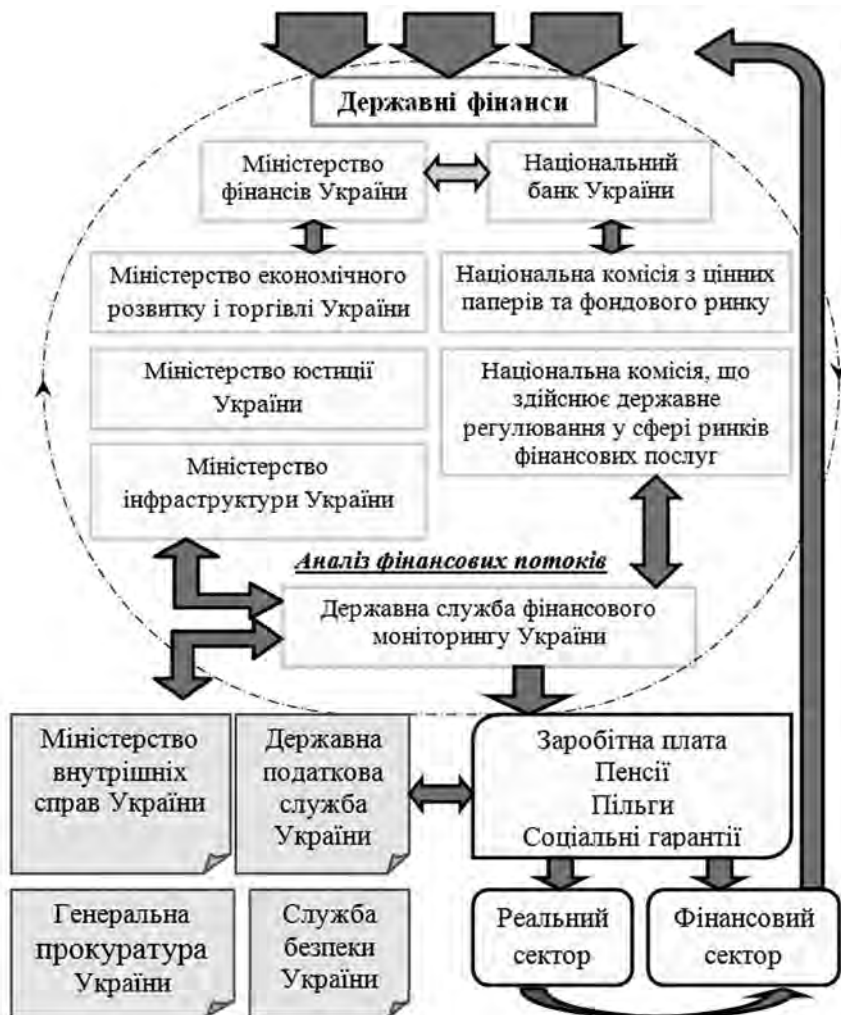 Державні фінанси
Міністерство
фінансів України
Національний
банк України
Міністерство економічного
розвитку і торгівлі України
Національна комісія з цінних
паперів та фондового ринку
Міністерство юстиції
України
Національна комісія, що
здійснює державне
регулювання у сфері ринків
фінансових послуг
Міністерство
інфраструктури України
Аналіз фінансових потоків
Державна служба фінансового
моніторингу України
Міністерство
внутрішніх
справ України
Державна
податкова
служба
України
Заробітна плата
Пенсії
Пільги
Соціальні гарантії
Генеральна
прокуратура
України
Служба
безпеки
України
Реальний
сектор
Фінансовий
сектор